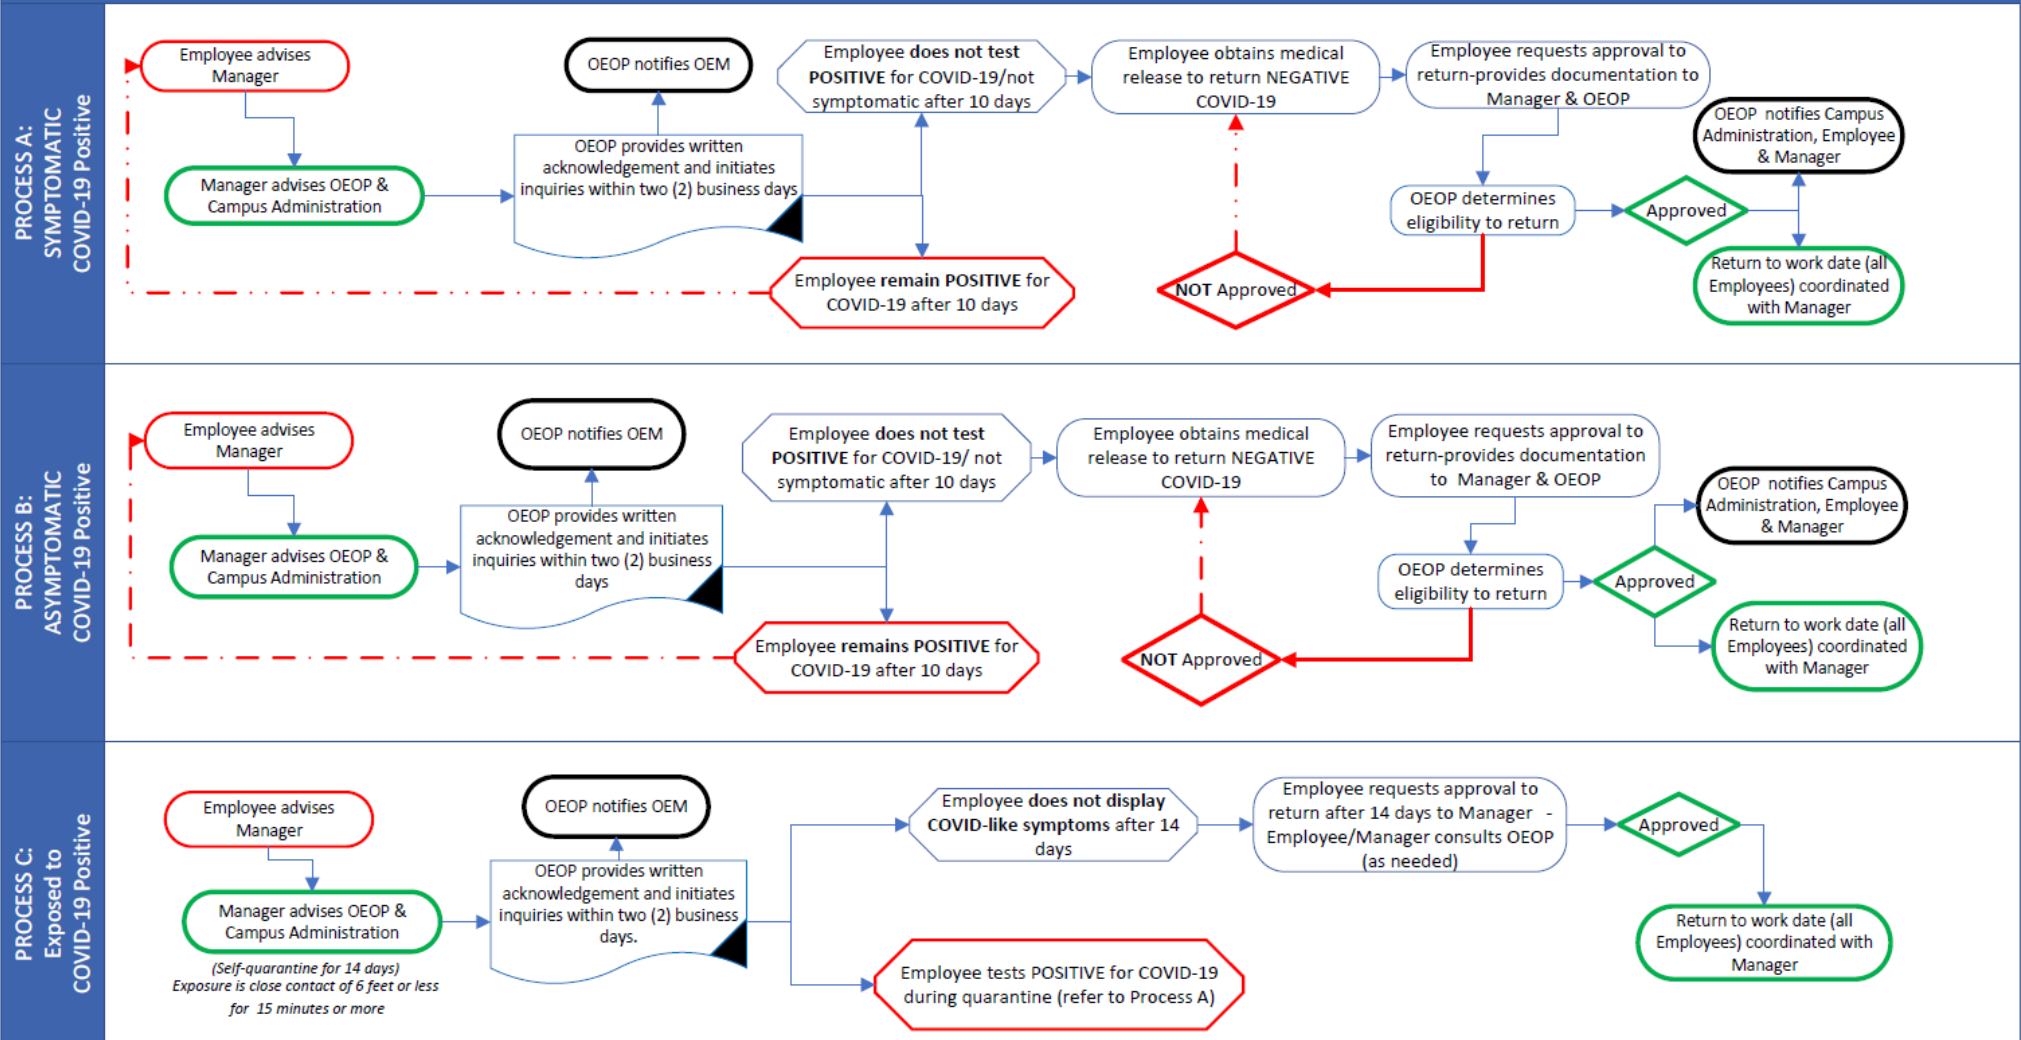 PROCESS A:
SYMPTOMATIC
COVID-19 Positive
Employee advises
Manager
Manager advises OEOP &
Campus Administration
OEOP notifies OEM
OEOP provides written
acknowledgement and initiates
inquiries within two (2) business days
Employee does not test
POSITIVE for COVID-19/not
symptomatic after 10 days
Employee remain POSITIVE for
COVID-19 after 10 days
Employee obtains medical
release to return NEGATIVE
COVID-19
NOT Approved
Employee requests approval to
return-provides documentation to
Manager & OEOP
OEOP determines
eligibility to return
Approved
OEOP notifies Campus
Administration, Employee
& Manager
Return to work date (all
Employees) coordinated
with Manager
PROCESS B:
ASYMPTOMATIC
COVID-19 Positive
Employee advises
Manager
Manager advises OEOP &
Campus Administration
OEOP notifies OEM
OEOP provides written
acknowledgement and initiates
inquiries within two (2) business
days
Employee does not test
POSITIVE for COVID-19/ not
symptomatic after 10 days
Employee remains POSITIVE for
COVID-19 after 10 days
Employee obtains medical
release to return NEGATIVE
COVID-19
NOT Approved
Employee requests approval to
return-provides documentation
to Manager & OEOP
OEOP determines
eligibility to return
Approved
OEOP notifies Campus
Administration, Employee
& Manager
Return to work date (all
Employees) coordinated
with Manager
PROCESS C:
Exposed to
COVID-19 Positive
Employee advises
Manager
Manager advises OEOP &
Campus Administration
(Self-quarantine for 14 days)
Exposure is close contact of 6 feet or less
for 15 minutes or more
OEOP notifies OEM
OEOP provides written
acknowledgement and initiates
inquiries within two (2) business
days.
Employee does not display
COVID-like symptoms after 14
days
Employee tests POSITIVE for COVID-19
during quarantine (refer to Process A)
Employee requests approval to
return after 14 days to Manager -
Employee/Manager consults OEOP
(as needed)
Approved
Return to work date (all
Employees) coordinated with
Manager